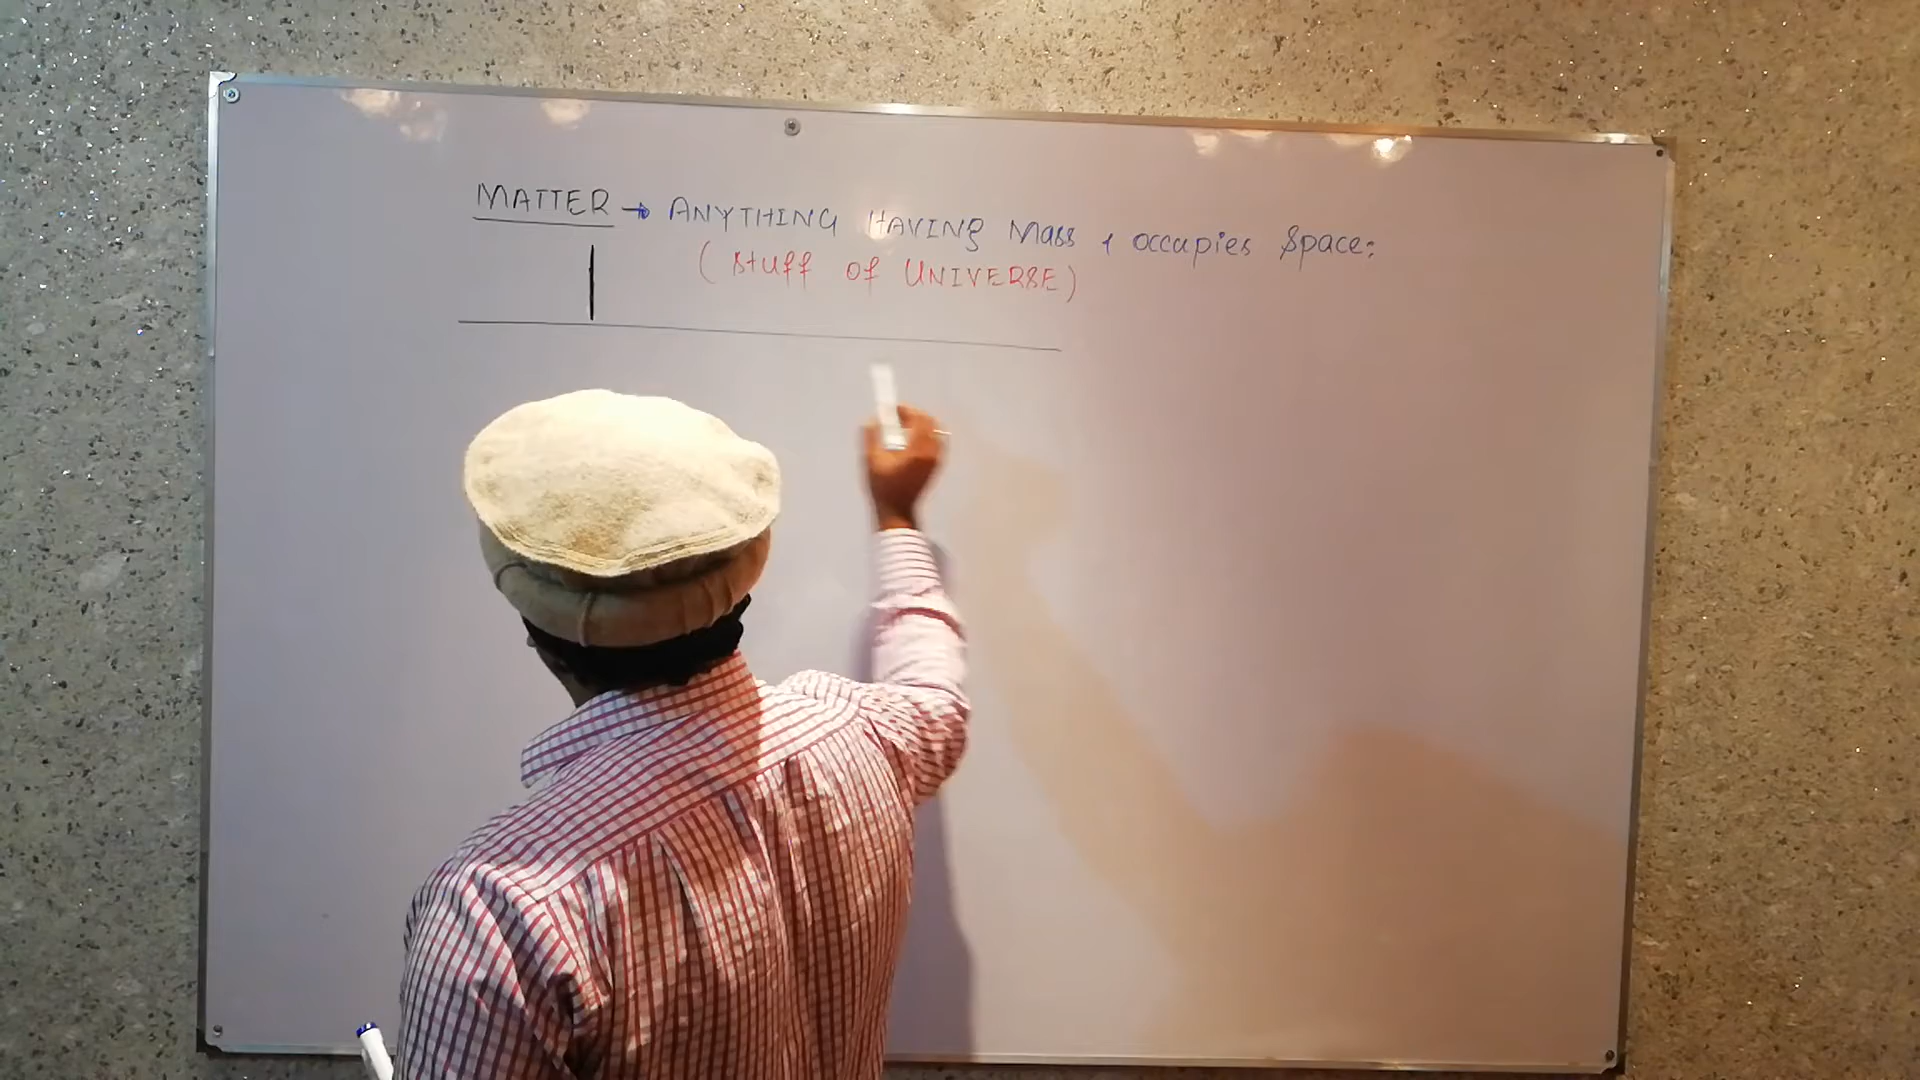 MATTER → ANYTHING HAVING Mass & occupies Space:
(stuff of UNIVERSE)